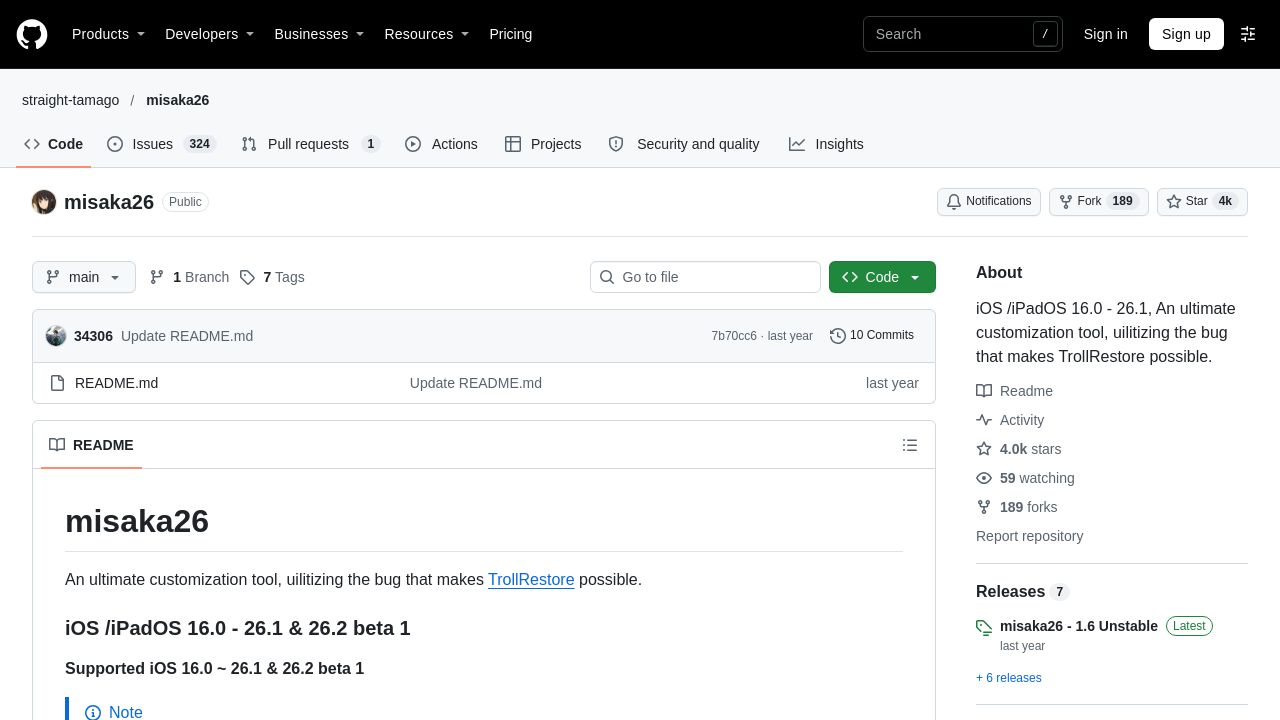 Products Developers Businesses Resources Pricing Search / Sign in Sign up
straight-tamago / misaka26
Code Issues 324 Pull requests 1 Actions Projects Security and quality Insights
misaka26 Public Notifications Fork 189 Star 4k
main 1 Branch 7 Tags Go to file Code
34306 Update README.md 7b70cc6 · last year 10 Commits
README.md Update README.md last year
README
misaka26
An ultimate customization tool, uilitizing the bug that makes TrollRestore possible.
iOS /iPadOS 16.0 - 26.1 & 26.2 beta 1
Supported iOS 16.0 ~ 26.1 & 26.2 beta 1
Note
About
iOS /iPadOS 16.0 - 26.1, An ultimate
customization tool, uilitizing the bug
that makes TrollRestore possible.
Readme
Activity
4.0k stars
59 watching
189 forks
Report repository
Releases 7
misaka26 - 1.6 Unstable Latest
last year
+ 6 releases